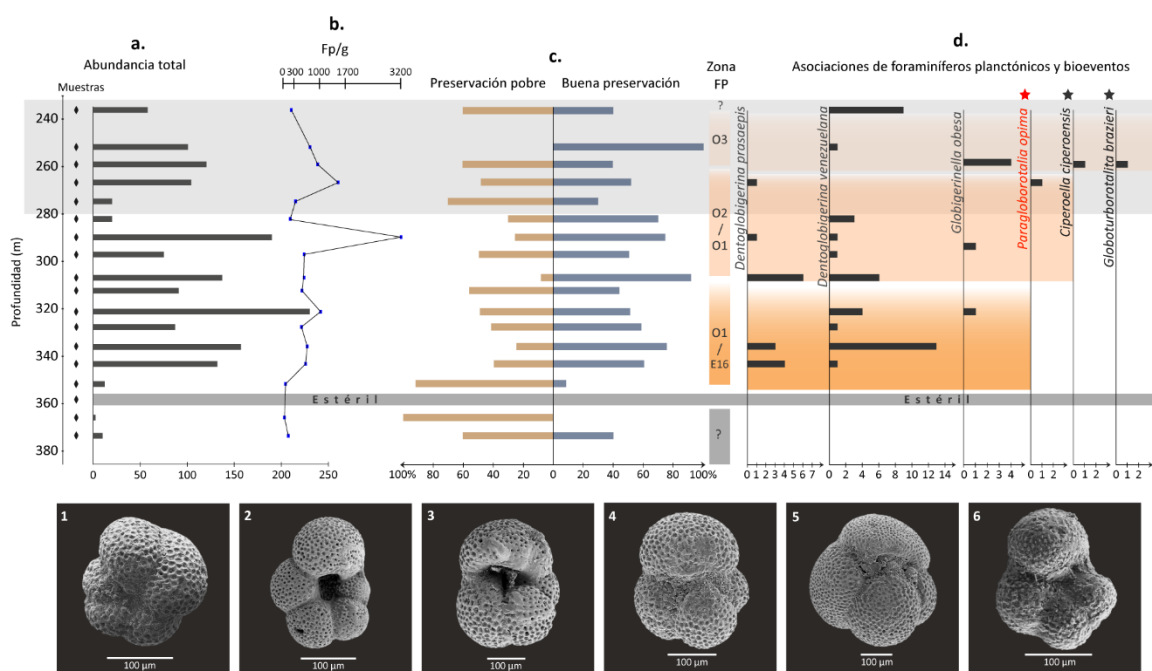 a.
b.
c.
d.
Abundancia total
Fp/g
Muestras
0 300 1000 1700 3200
Preservación pobre
Buena preservación
Zona
FP
Asociaciones de foraminíferos planctónicos y bioeventos
Profundidad (m)
240
260
280
300
320
340
360
380
?
O3
O2
/
O1
O1
/
E16
?
Dentoglobigerina prasaepis
Dentoglobigerina venezuelana
Globigerinella obesa
Paragloborotalia opima
Ciperoella ciperoensis
Globoturborotalita brazieri
Estéril
Estéril
0 50 100 150 200 250
100% 80 60 40 20 0 20 40 60 80 100%
0 1 2 3 4 5 6 7
0 2 4 6 8 10 12 14
0 1 2 3 4
0 1 2
0 1 2
0 1 2
1
100 µm
2
100 µm
3
100 µm
4
100 µm
5
100 µm
6
100 µm